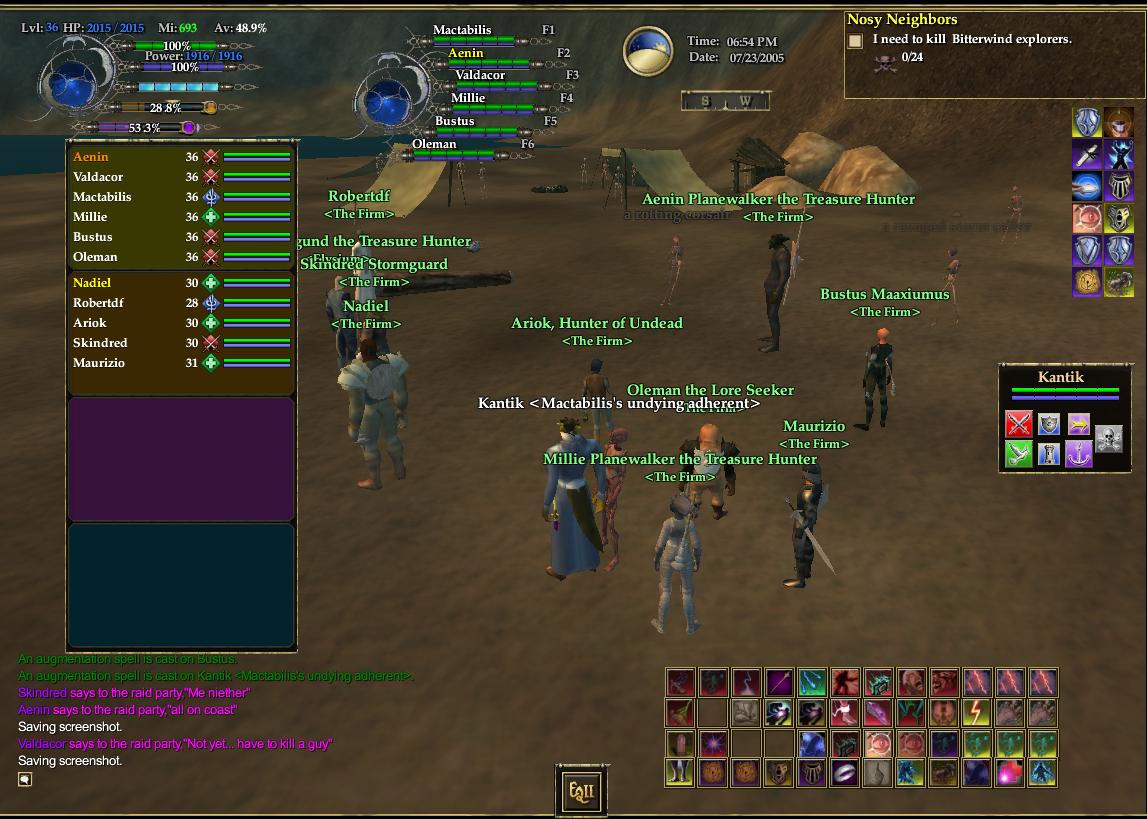 Lvl: 36 HP: 2015 / 2015 Mi: 693 Av: 48.9%
100%
Power: 1916 / 1916
100%
28.8%
53.3%
Mactabilis F1
Aenin F2
Valdacor F3
Millie F4
Bustus F5
Oleman F6
Time: 06:54 PM
Date: 07/23/2005
S W
Nosy Neighbors
I need to kill Bitterwind explorers.
0/24
Aenin 36
Valdacor 36
Mactabilis 36
Millie 36
Bustus 36
Oleman 36
Nadiel 30
Robertdf 28
Ariok 30
Skindred 30
Maurizio 31
Robertdf
<The Firm>
Aenin Planewalker the Treasure Hunter
a rotting corsair
<The Firm>
gund the Treasure Hunter
<Elysium>
Skindred Stormguard
<The Firm>
Nadiel
<The Firm>
Bustus Maaxiumus
<The Firm>
Ariok, Hunter of Undead
<The Firm>
Oleman the Lore Seeker
Kantik <Mactabilis's undying adherent>
Maurizio
<The Firm>
Millie Planewalker the Treasure Hunter
<The Firm>
Kantik
An augmentation spell is cast on Bustus.
An augmentation spell is cast on Kantik <Mactabilis's undying adherent>.
Skindred says to the raid party,"Me niether"
Aenin says to the raid party,"all on coast"
Saving screenshot.
Valdacor says to the raid party,"Not yet... have to kill a guy"
Saving screenshot.
EQII